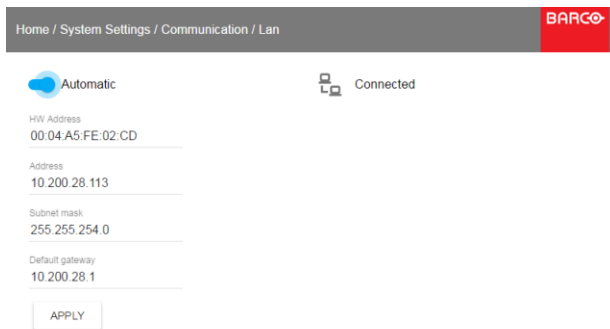 Home / System Settings / Communication / Lan
BARCO
Automatic
Connected
HW Address
00:04:A5:FE:02:CD
Address
10.200.28.113
Subnet mask
255.255.254.0
Default gateway
10.200.28.1
APPLY